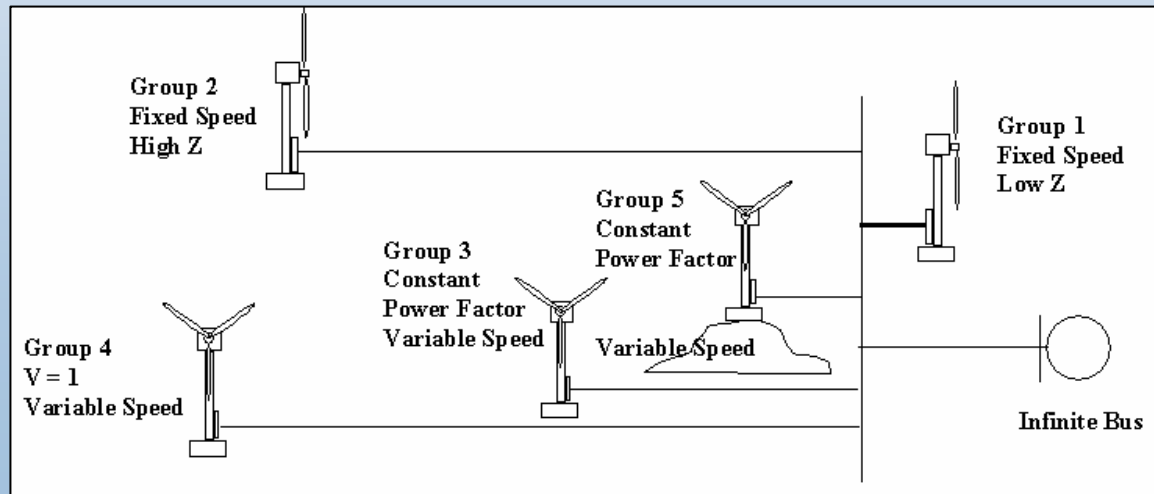 Group 2
Fixed Speed
High Z
Group 1
Fixed Speed
Low Z
Group 5
Constant
Power Factor
Variable Speed
Group 3
Constant
Power Factor
Variable Speed
Group 4
V = 1
Variable Speed
Infinite Bus